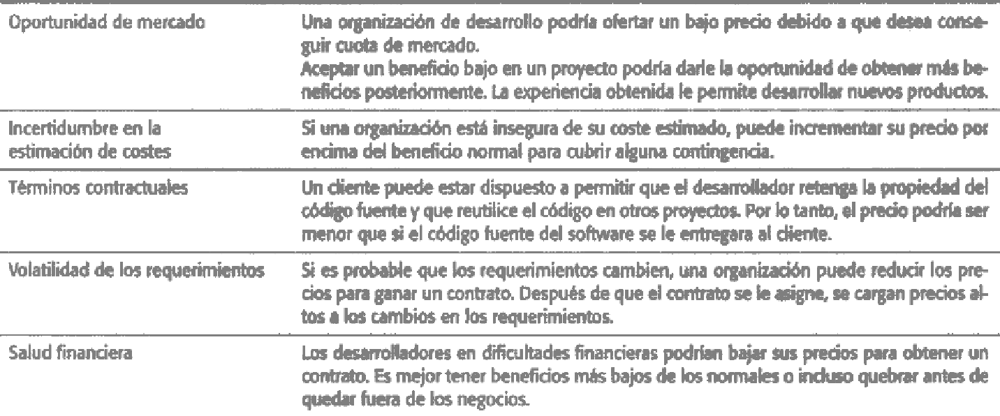 Oportunidad de mercado
Una organización de desarrollo podría ofertar un bajo precio debido a que desea conse-
guir cuota de mercado.
Aceptar un beneficio bajo en un proyecto podría darle la oportunidad de obtener más be-
neficios posteriormente. La experiencia obtenida le permite desarrollar nuevos productos.
Incertidumbre en la
estimación de costes
Si una organización está insegura de su coste estimado, puede incrementar su precio por
encima del beneficio normal para cubrir alguna contingencia.
Términos contractuales
Un cliente puede estar dispuesto a permitir que el desarrollador retenga la propiedad del
código fuente y que reutilice el código en otros proyectos. Por lo tanto, el precio podría ser
menor que si el código fuente del software se le entregara al cliente.
Volatilidad de los requerimientos
Si es probable que los requerimientos cambien, una organización puede reducir los pre-
cios para ganar un contrato. Después de que el contrato se le asigne, se cargan precios al-
tos a los cambios en los requerimientos.
Salud financiera
Los desarrolladores en dificultades financieras podrían bajar sus precios para obtener un
contrato. Es mejor tener beneficios más bajos de los normales o incluso quebrar antes de
quedar fuera de los negocios.